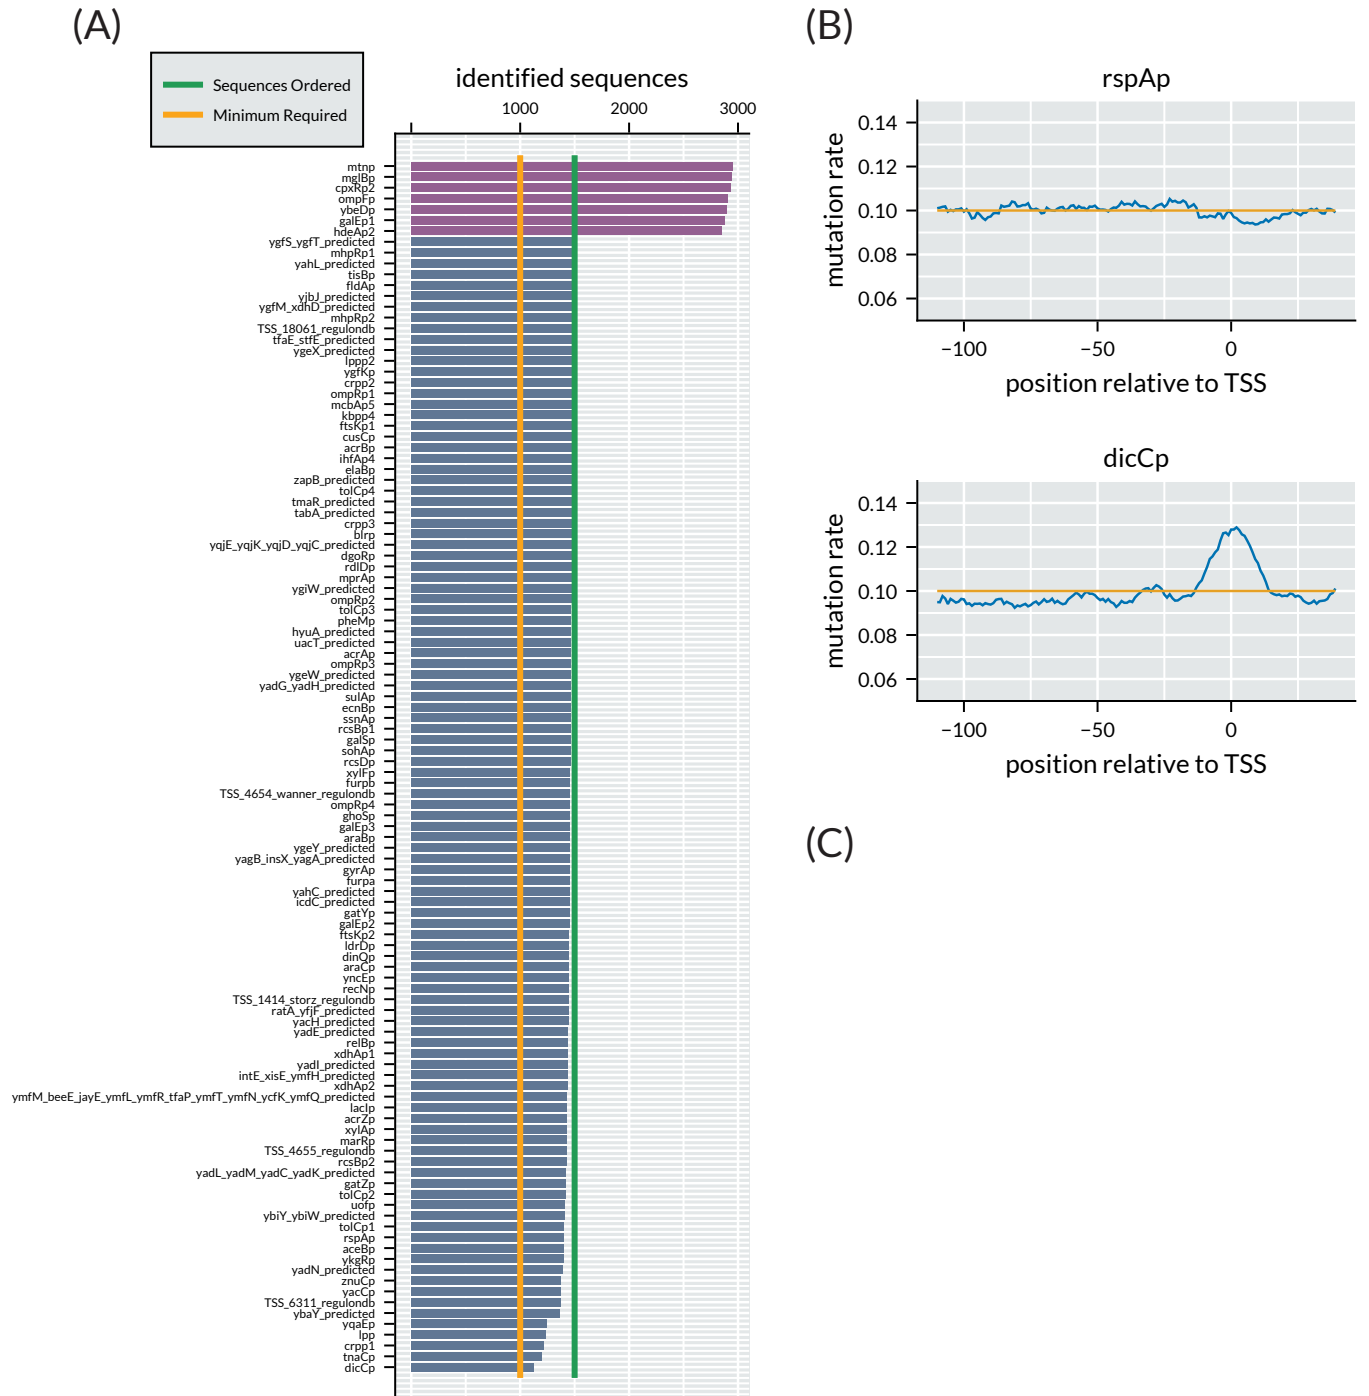 (A)
Sequences Ordered
Minimum Required
identified sequences
1000 2000 3000
mtnp
mglBp
cpxRp2
ompFp
ybeDp
galEp1
hdeAp2
ygfS_ygfT_predicted
mhpRp1
yahL_predicted
tisBp
fldAp
yjbJ_predicted
ygfM_xdhD_predicted
mhpRp2
TSS_18061_regulondb
tfaE_stfE_predicted
ygeX_predicted
lppp2
ygfKp
crpp2
ompRp1
mcbAp5
kbpp4
ftsKp1
cusCp
acrBp
ihfAp4
elaBp
zapB_predicted
tolCp4
tmaR_predicted
tabA_predicted
crpp3
blrp
yqjE_yqjK_yqjD_yqjC_predicted
dgoRp
rdlDp
mprAp
ygiW_predicted
ompRp2
tolCp3
pheMp
hyuA_predicted
uacT_predicted
acrAp
ompRp3
ygeW_predicted
yadG_yadH_predicted
sulAp
ecnBp
ssnAp
rcsBp1
galSp
sohAp
rcsDp
xylFp
furpb
TSS_4654_wanner_regulondb
ompRp4
ghoSp
galEp3
araBp
ygeY_predicted
yagB_insX_yagA_predicted
gyrAp
furpa
yahC_predicted
icdC_predicted
gatYp
galEp2
ftsKp2
ldrDp
dinQp
araCp
yncEp
recNp
TSS_1414_storz_regulondb
ratA_yfjF_predicted
yacH_predicted
yadE_predicted
relBp
xdhAp1
yadI_predicted
intE_xisE_ymfH_predicted
xdhAp2
ymfM_beeE_jayE_ymfL_ymfR_tfaP_ymfT_ymfN_ycfK_ymfQ_predicted
lacIp
acrZp
xylAp
marRp
TSS_4655_regulondb
rcsBp2
yadL_yadM_yadC_yadK_predicted
gatZp
tolCp2
uofp
ybiY_ybiW_predicted
tolCp1
rspAp
aceBp
ykgRp
yadN_predicted
znuCp
yacCp
TSS_6311_regulondb
ybaY_predicted
yqaEp
lpp
crpp1
tnaCp
dicCp
(B)
rspAp
mutation rate
0.14
0.12
0.10
0.08
0.06
−100 −50 0
position relative to TSS
dicCp
mutation rate
0.14
0.12
0.10
0.08
0.06
−100 −50 0
position relative to TSS
(C)